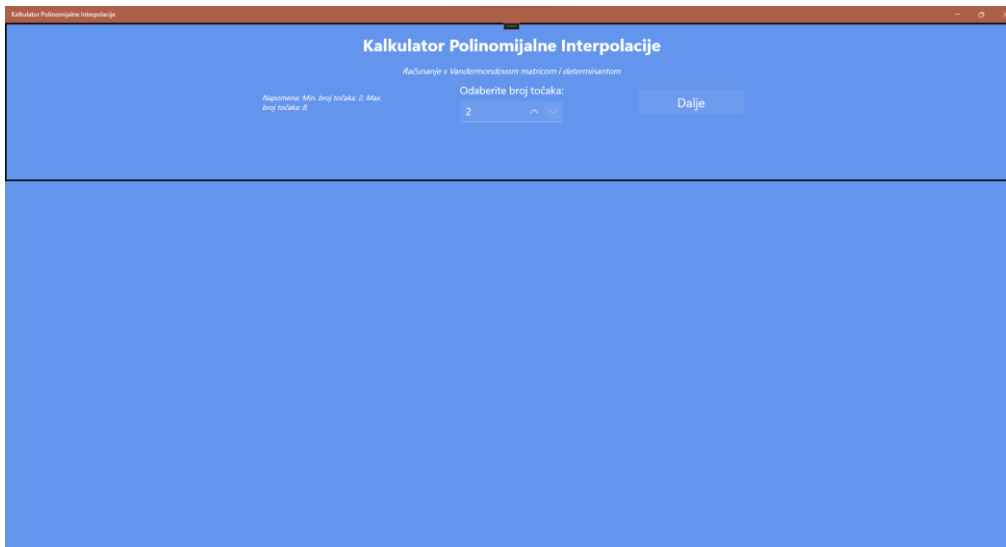 Kalkulator Polinomijalne Interpolacije
Kalkulator Polinomijalne Interpolacije
Računanje s Vandermondovom matricom i determinantom
Odaberite broj točaka:
Napomena: Min. broj točaka: 2, Max.
broj točaka: 8.
2
Dalje